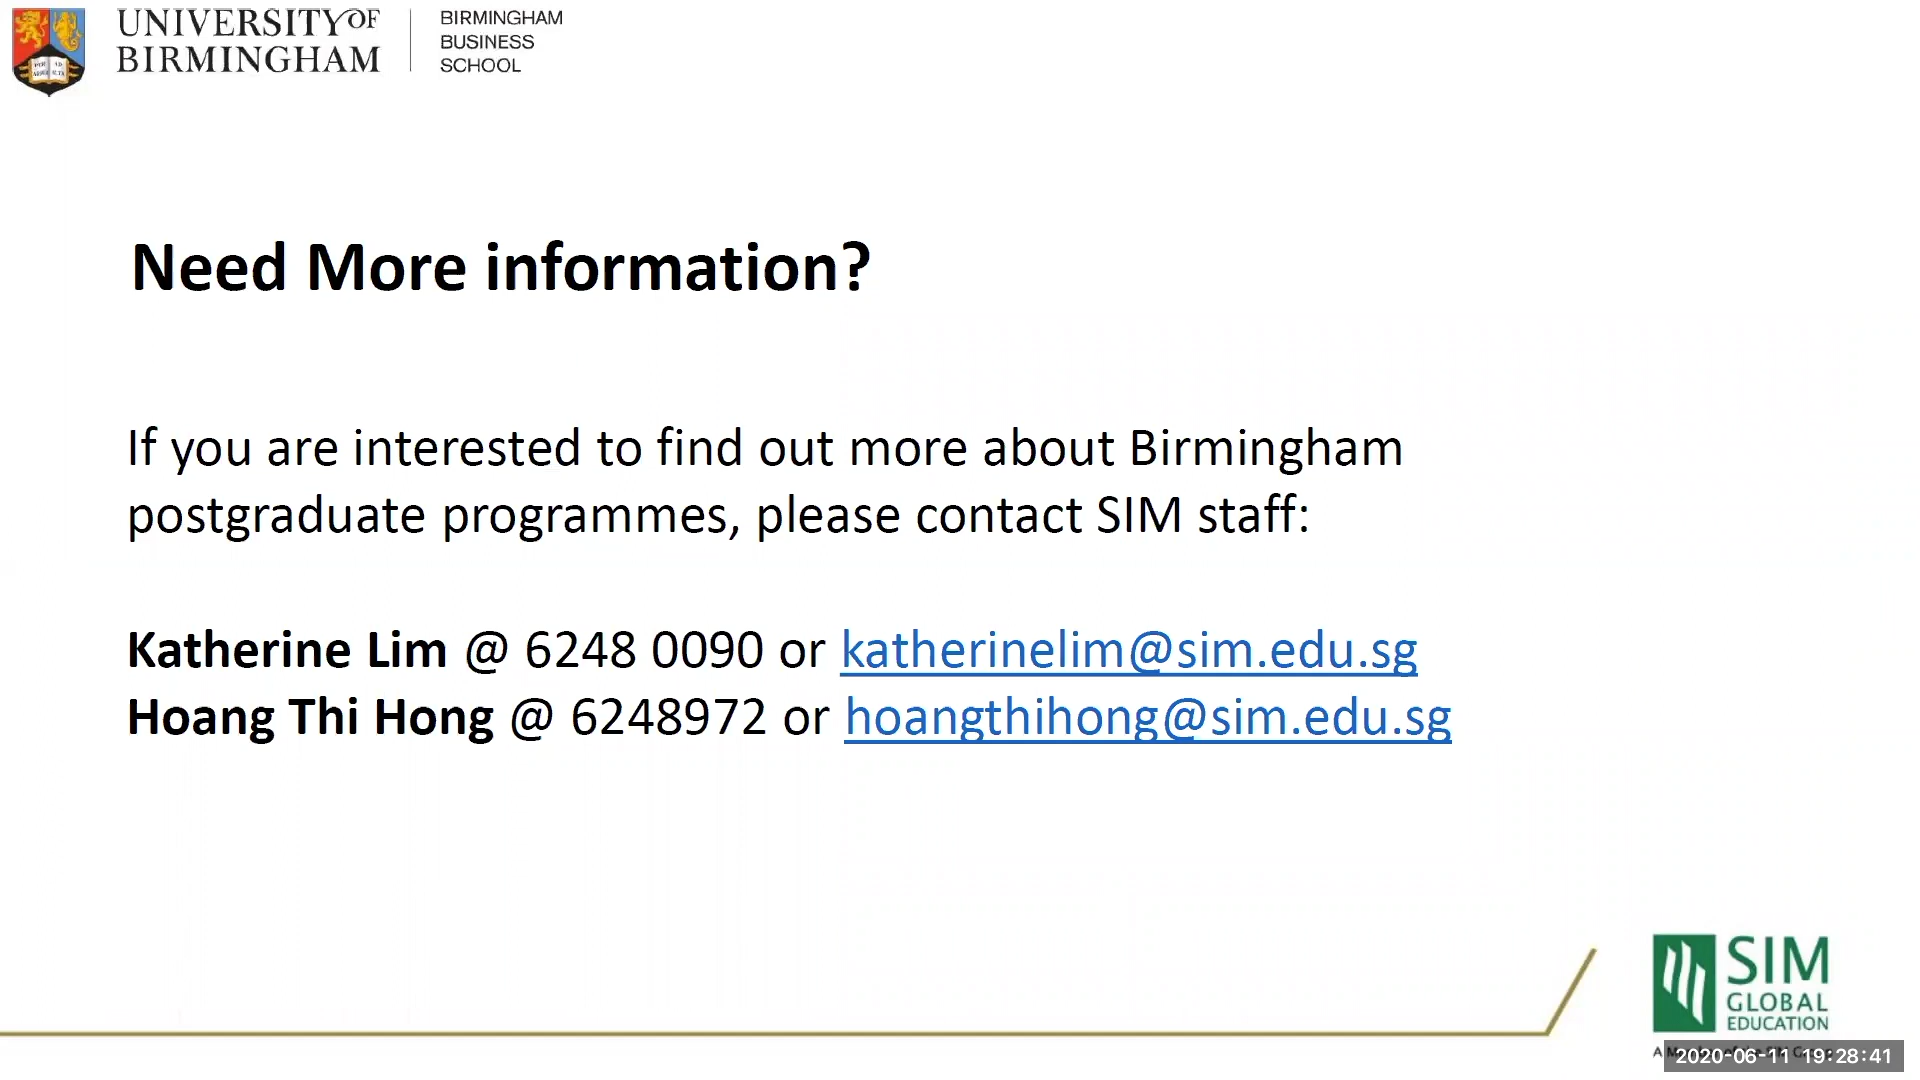 UNIVERSITY OF
BIRMINGHAM
BIRMINGHAM
BUSINESS
SCHOOL
Need More information?
If you are interested to find out more about Birmingham
postgraduate programmes, please contact SIM staff:
Katherine Lim @ 6248 0090 or katherinelim@sim.edu.sg
Hoang Thi Hong @ 6248972 or hoangthihong@sim.edu.sg
SIM
GLOBAL
EDUCATION
2020-06-11 19:28:41